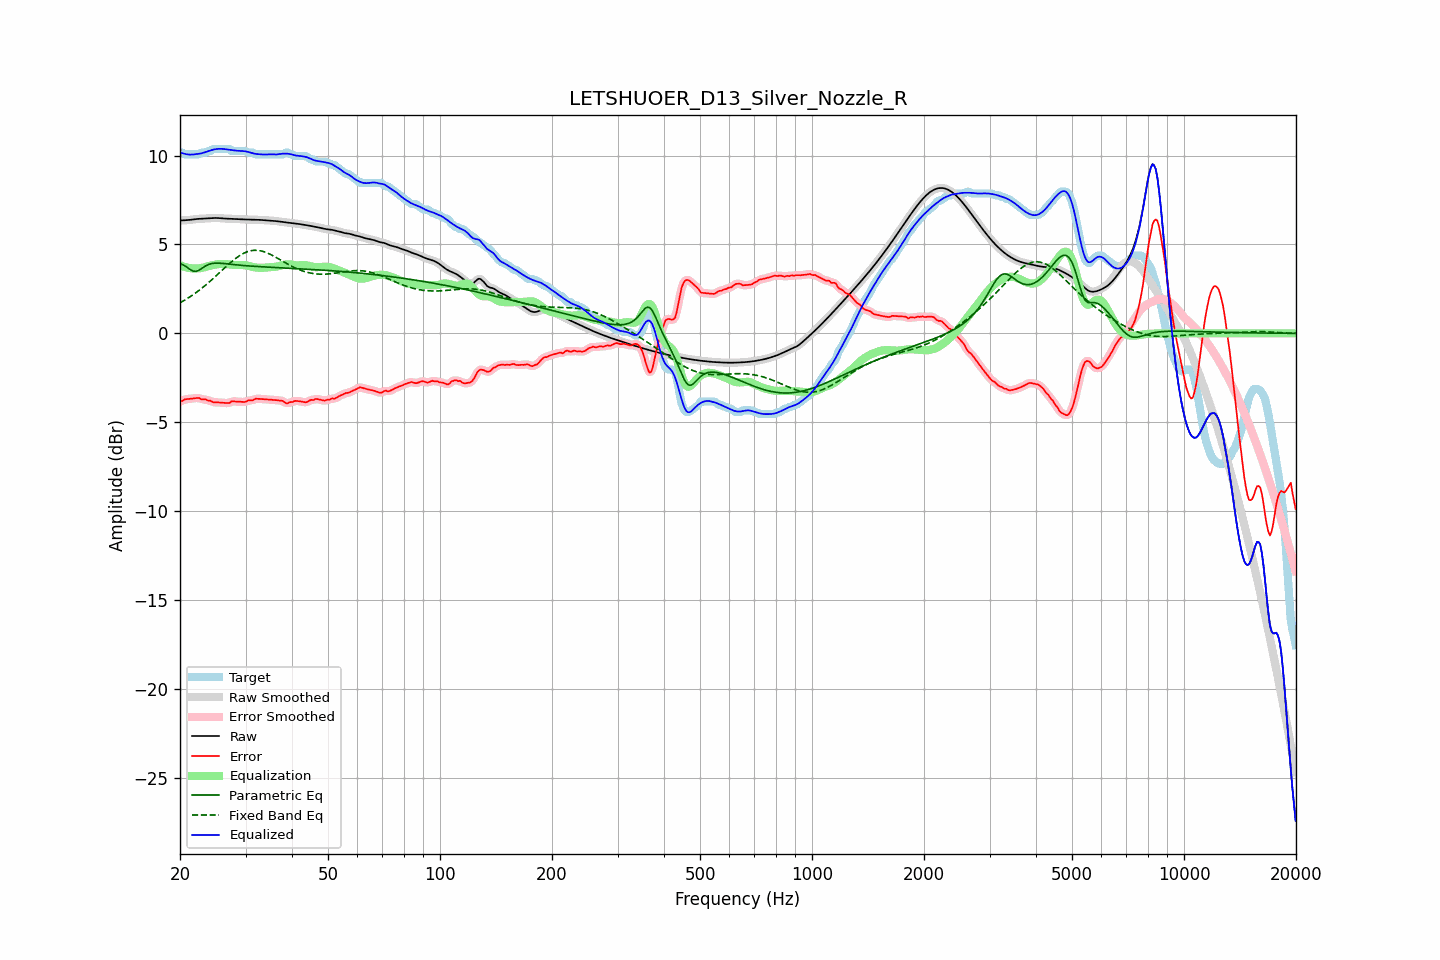 LETSHUOER_D13_Silver_Nozzle_R
Amplitude (dBr)
10
5
0
−5
−10
−15
−20
−25
Target
Raw Smoothed
Error Smoothed
Raw
Error
Equalization
Parametric Eq
Fixed Band Eq
Equalized
20 50 100 200 500 1000 2000 5000 10000 20000
Frequency (Hz)